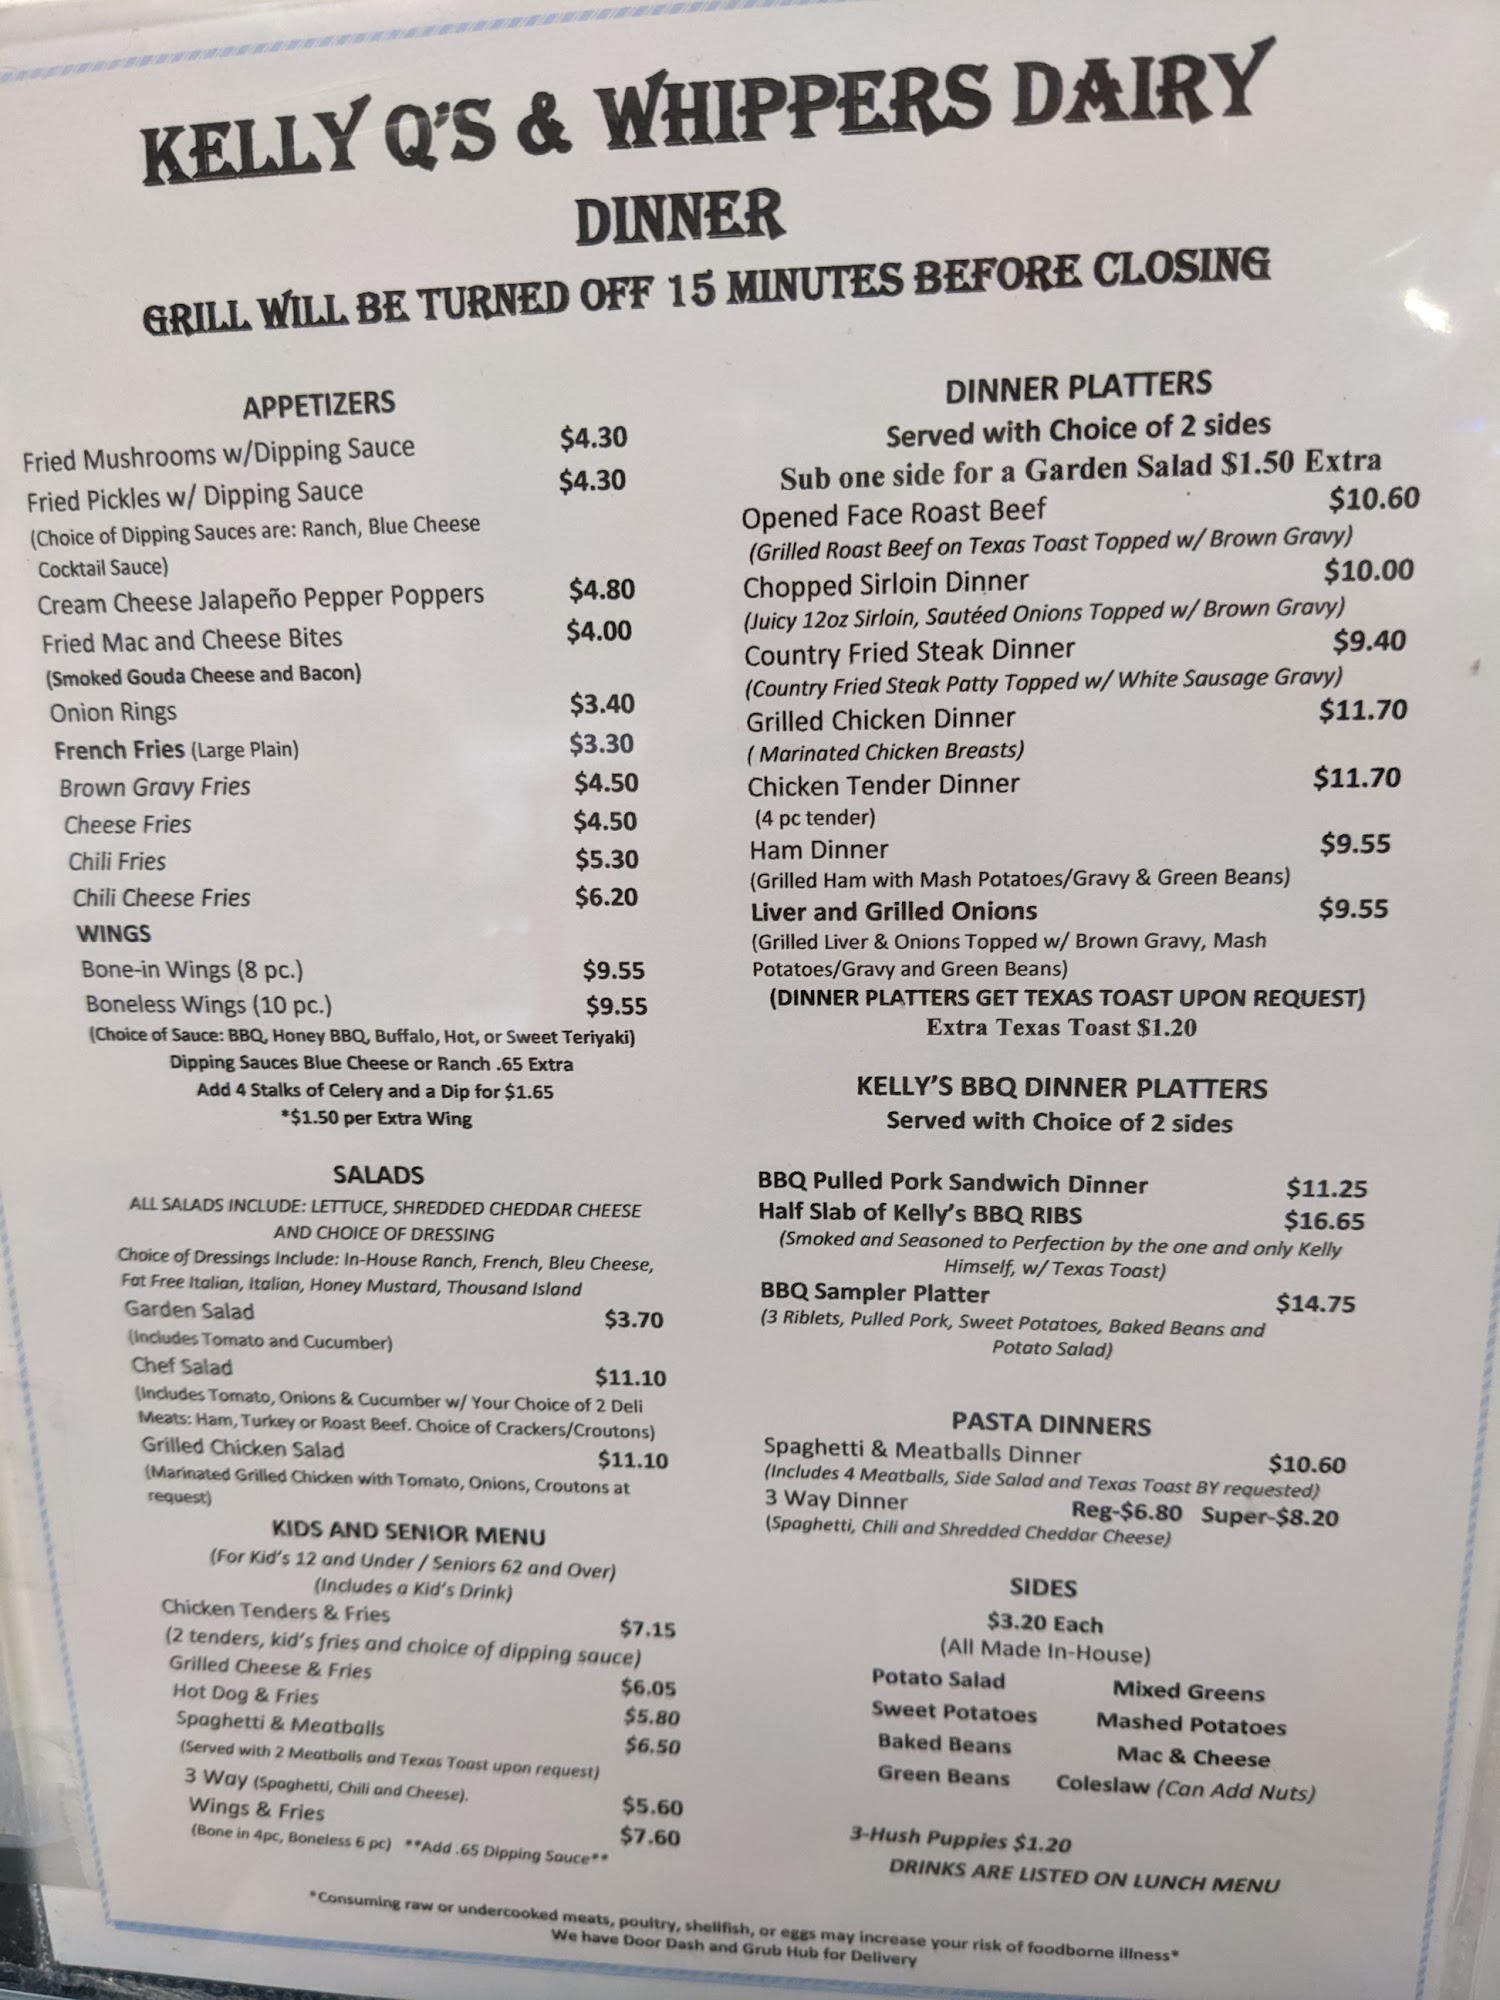 KELLY Q'S & WHIPPERS DAIRY
DINNER
GRILL WILL BE TURNED OFF 15 MINUTES BEFORE CLOSING
APPETIZERS
Fried Mushrooms w/Dipping Sauce $4.30
Fried Pickles w/ Dipping Sauce $4.30
(Choice of Dipping Sauces are: Ranch, Blue Cheese
Cocktail Sauce)
Cream Cheese Jalapeño Pepper Poppers $4.80
Fried Mac and Cheese Bites $4.00
(Smoked Gouda Cheese and Bacon)
Onion Rings $3.40
French Fries (Large Plain) $3.30
Brown Gravy Fries $4.50
Cheese Fries $4.50
Chili Fries $5.30
Chili Cheese Fries $6.20
WINGS
Bone-in Wings (8 pc.) $9.55
Boneless Wings (10 pc.) $9.55
(Choice of Sauce: BBQ, Honey BBQ, Buffalo, Hot, or Sweet Teriyaki)
Dipping Sauces Blue Cheese or Ranch .65 Extra
Add 4 Stalks of Celery and a Dip for $1.65
*$1.50 per Extra Wing
SALADS
ALL SALADS INCLUDE: LETTUCE, SHREDDED CHEDDAR CHEESE
AND CHOICE OF DRESSING
Choice of Dressings Include: In-House Ranch, French, Bleu Cheese,
Fat Free Italian, Italian, Honey Mustard, Thousand Island
Garden Salad $3.70
(Includes Tomato and Cucumber)
Chef Salad $11.10
(Includes Tomato, Onions & Cucumber w/ Your Choice of 2 Deli
Meats: Ham, Turkey or Roast Beef. Choice of Crackers/Croutons)
Grilled Chicken Salad $11.10
(Marinated Grilled Chicken with Tomato, Onions, Croutons at
request)
KIDS AND SENIOR MENU
(For Kid's 12 and Under / Seniors 62 and Over)
(Includes a Kid's Drink)
Chicken Tenders & Fries $7.15
(2 tenders, kid's fries and choice of dipping sauce)
Grilled Cheese & Fries $6.05
Hot Dog & Fries $5.80
Spaghetti & Meatballs $6.50
(Served with 2 Meatballs and Texas Toast upon request)
3 Way (Spaghetti, Chili and Cheese). $5.60
Wings & Fries $7.60
(Bone in 4pc, Boneless 6 pc) **Add .65 Dipping Sauce**
DINNER PLATTERS
Served with Choice of 2 sides
Sub one side for a Garden Salad $1.50 Extra
Opened Face Roast Beef $10.60
(Grilled Roast Beef on Texas Toast Topped w/ Brown Gravy)
Chopped Sirloin Dinner $10.00
(Juicy 12oz Sirloin, Sautéed Onions Topped w/ Brown Gravy)
Country Fried Steak Dinner $9.40
(Country Fried Steak Patty Topped w/ White Sausage Gravy)
Grilled Chicken Dinner $11.70
( Marinated Chicken Breasts)
Chicken Tender Dinner $11.70
(4 pc tender)
Ham Dinner $9.55
(Grilled Ham with Mash Potatoes/Gravy & Green Beans)
Liver and Grilled Onions $9.55
(Grilled Liver & Onions Topped w/ Brown Gravy, Mash
Potatoes/Gravy and Green Beans)
(DINNER PLATTERS GET TEXAS TOAST UPON REQUEST)
Extra Texas Toast $1.20
KELLY'S BBQ DINNER PLATTERS
Served with Choice of 2 sides
BBQ Pulled Pork Sandwich Dinner $11.25
Half Slab of Kelly's BBQ RIBS $16.65
(Smoked and Seasoned to Perfection by the one and only Kelly
Himself, w/ Texas Toast)
BBQ Sampler Platter $14.75
(3 Riblets, Pulled Pork, Sweet Potatoes, Baked Beans and
Potato Salad)
PASTA DINNERS
Spaghetti & Meatballs Dinner $10.60
(Includes 4 Meatballs, Side Salad and Texas Toast BY requested)
3 Way Dinner Reg-$6.80 Super-$8.20
(Spaghetti, Chili and Shredded Cheddar Cheese)
SIDES
$3.20 Each
(All Made In-House)
Potato Salad Mixed Greens
Sweet Potatoes Mashed Potatoes
Baked Beans Mac & Cheese
Green Beans Coleslaw (Can Add Nuts)
3-Hush Puppies $1.20
DRINKS ARE LISTED ON LUNCH MENU
*Consuming raw or undercooked meats, poultry, shellfish, or eggs may increase your risk of foodborne illness*
We have Door Dash and Grub Hub for Delivery